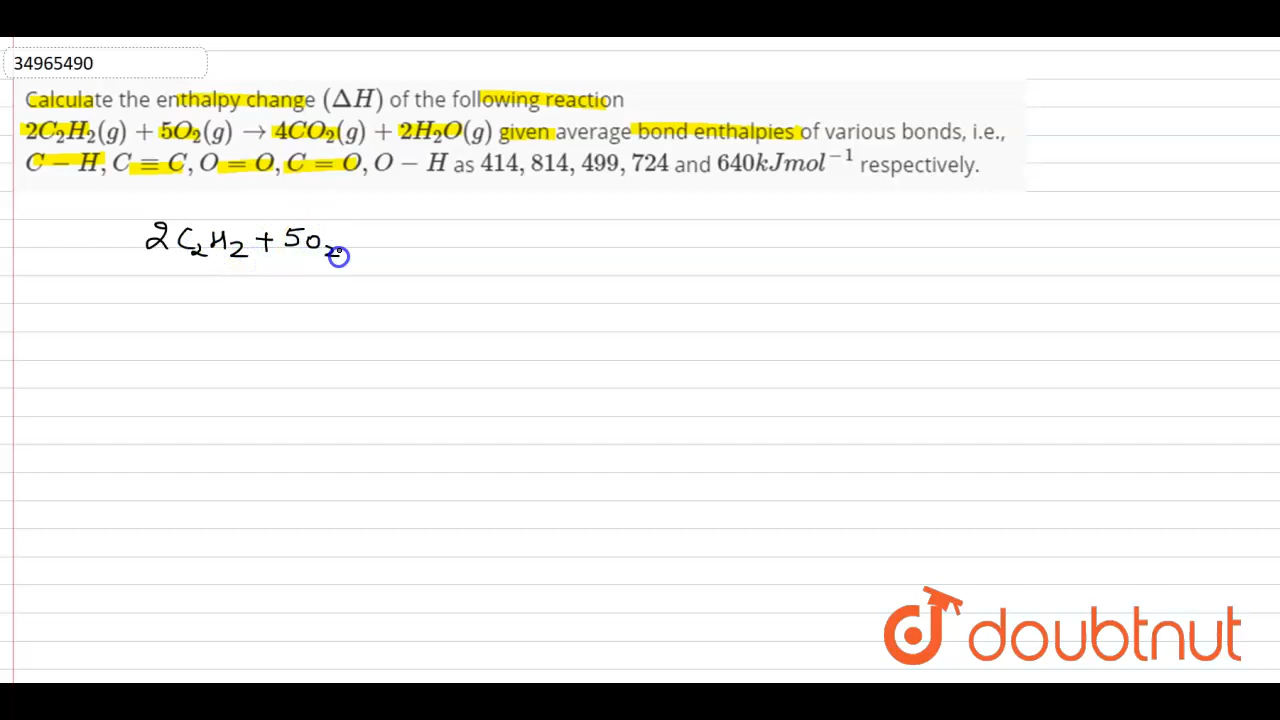 34965490
Calculate the enthalpy change (ΔH) of the following reaction
2C₂H₂(g) + 5O₂(g) → 4CO₂(g) + 2H₂O(g) given average bond enthalpies of various bonds, i.e.,
C − H, C ≡ C, O = O, C = O, O − H as 414, 814, 499, 724 and 640kJmol⁻¹ respectively.
2C₂H₂ + 5O₂
doubtnut